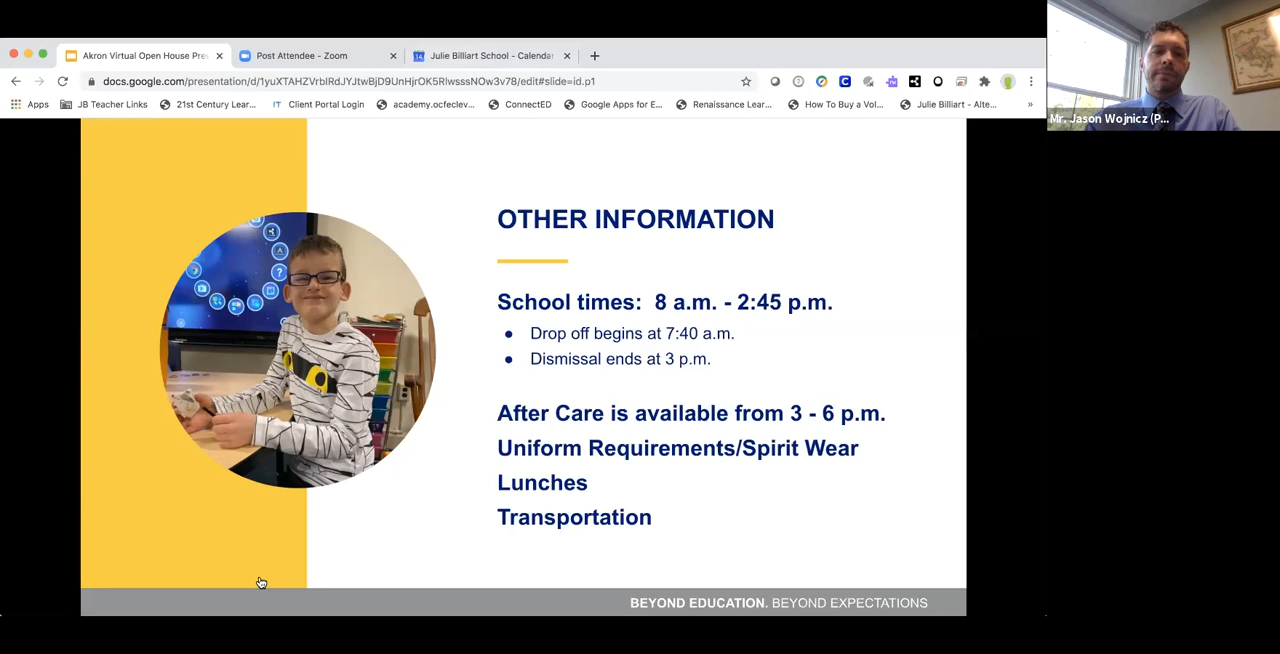 Akron Virtual Open House Pre
Post Attendee - Zoom
Julie Billiart School - Calenda
docs.google.com/presentation/d/1yuXTAHZVrblRdJYJtwBjD9UnHjrOK5RlwsssNOw3v78/edit#slide=id.p1
Apps
JB Teacher Links
21st Century Lear...
Client Portal Login
academy.ocfeclev...
ConnectED
Google Apps for E...
Renaissance Lear...
How To Buy a Vol...
Julie Billiart - Alte...
Mr. Jason Wojnicz (P...
OTHER INFORMATION
School times: 8 a.m. - 2:45 p.m.
● Drop off begins at 7:40 a.m.
● Dismissal ends at 3 p.m.
After Care is available from 3 - 6 p.m.
Uniform Requirements/Spirit Wear
Lunches
Transportation
BEYOND EDUCATION. BEYOND EXPECTATIONS